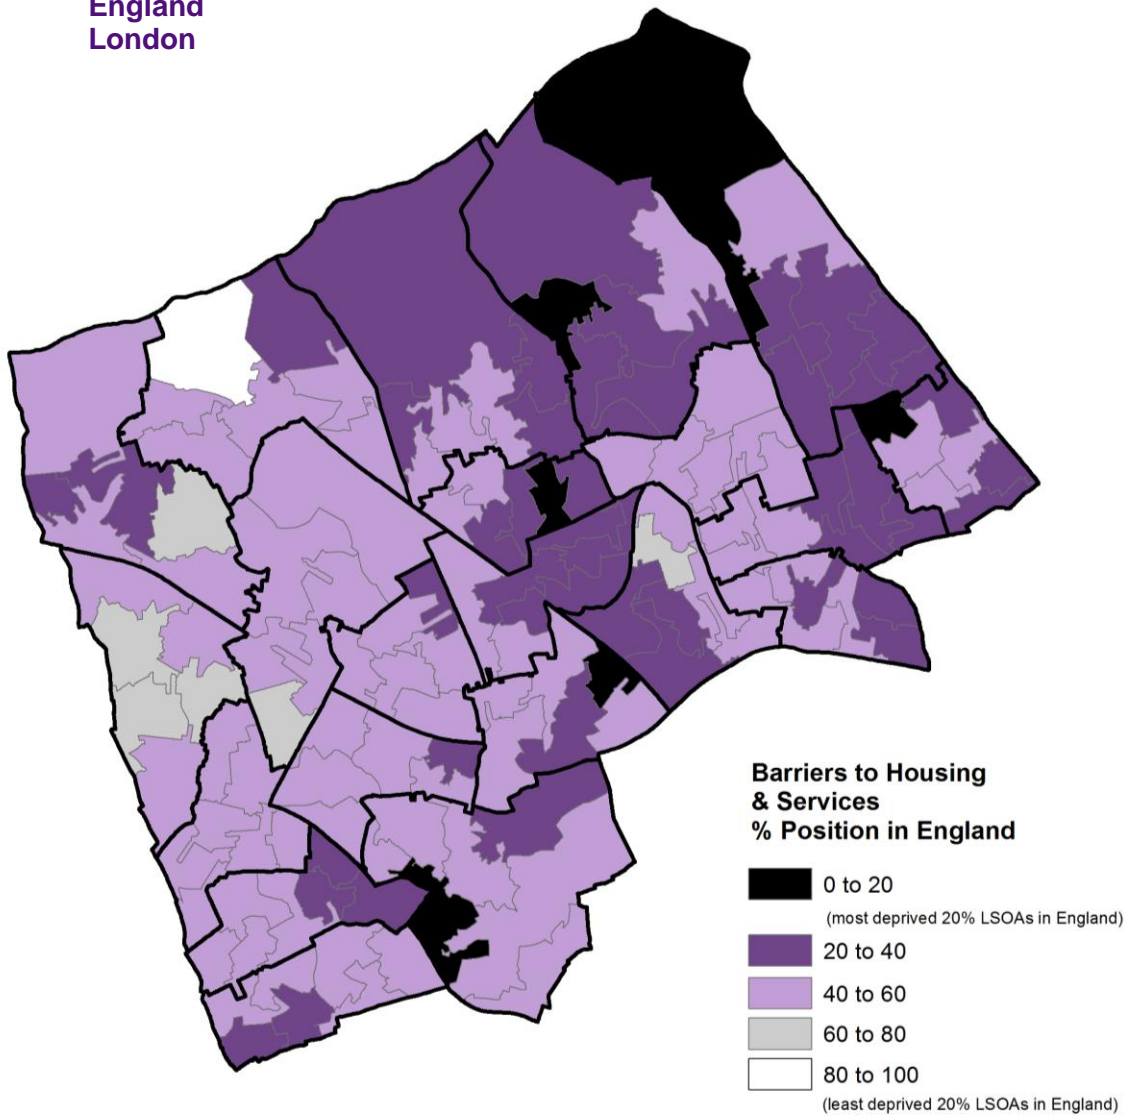 England
London
Barriers to Housing
& Services
% Position in England
0 to 20
(most deprived 20% LSOAs in England)
20 to 40
40 to 60
60 to 80
80 to 100
(least deprived 20% LSOAs in England)